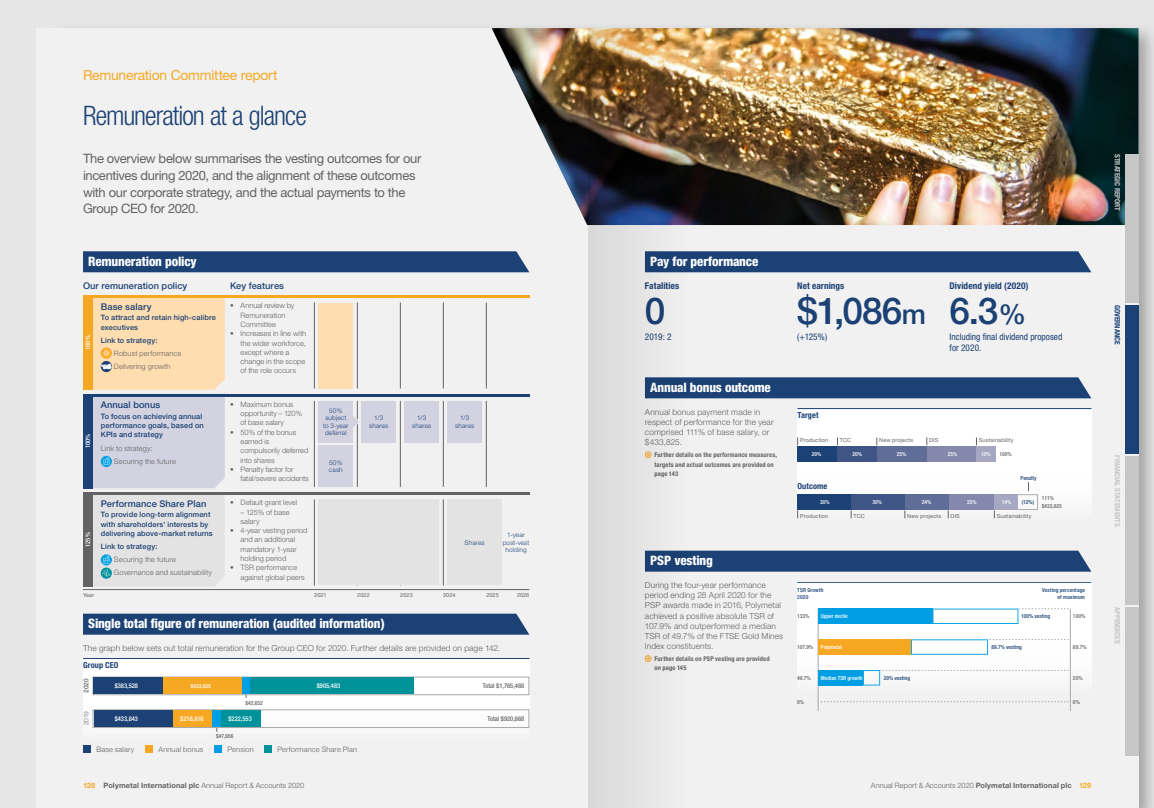 Remuneration Committee report
Remuneration at a glance
The overview below summarises the vesting outcomes for our
incentives during 2020, and the alignment of these outcomes
with our corporate strategy, and the actual payments to the
Group CEO for 2020.
Remuneration policy
Our remuneration policy
Key features
100%
Base salary
To attract and retain high-calibre
executives
Link to strategy:
Robust performance
Delivering growth
• Annual review by
Remuneration
Committee
• Increases in line with
the wider workforce,
except where a
change in the scope
of the role occurs
100%
Annual bonus
To focus on achieving annual
performance goals, based on
KPIs and strategy
Link to strategy:
Securing the future
• Maximum bonus
opportunity – 120%
of base salary
• 50% of the bonus
earned is
compulsorily deferred
into shares
• Penalty factor for
fatal/severe accidents
50%
subject
to 3-year
deferral
1/3
shares
1/3
shares
1/3
shares
50%
cash
125%
Performance Share Plan
To provide long-term alignment
with shareholders' interests by
delivering above-market returns
Link to strategy:
Securing the future
Governance and sustainability
• Default grant level
– 125% of base
salary
• 4-year vesting period
and an additional
mandatory 1-year
holding period
• TSR performance
against global peers
Shares
1-year
post-vest
holding
Year 2021 2022 2023 2024 2025 2026
Single total figure of remuneration (audited information)
The graph below sets out total remuneration for the Group CEO for 2020. Further details are provided on page 142.
Group CEO
2020
$383,528 $433,825 $905,483 Total $1,765,488
$42,652
2019
$433,843 $216,816 $222,553 Total $920,868
$47,656
Base salary Annual bonus Pension Performance Share Plan
128 Polymetal International plc Annual Report & Accounts 2020
STRATEGIC REPORT
GOVERNANCE
FINANCIAL STATEMENTS
APPENDICES
Pay for performance
Fatalities
0
2019: 2
Net earnings
$1,086m
(+125%)
Dividend yield (2020)
6.3%
Including final dividend proposed
for 2020.
Annual bonus outcome
Annual bonus payment made in
respect of performance for the year
comprised 111% of base salary, or
$433,825.
Further details on the performance measures,
targets and actual outcomes are provided on
page 143
Target
Production TCC New projects DIS Sustainability
20% 20% 25% 25% 10% 100%
Outcome
Penalty
30% 30% 24% 25% 14% (12%) 111%
$433,825
Production TCC New projects DIS Sustainability
PSP vesting
During the four-year performance
period ending 28 April 2020 for the
PSP awards made in 2016, Polymetal
achieved a positive absolute TSR of
107.9% and outperformed a median
TSR of 49.7% of the FTSE Gold Mines
Index constituents.
Further details on PSP vesting are provided
on page 145
TSR Growth
2020
Vesting percentage
of maximum
133% Upper decile 100% vesting 100%
107.9% Polymetal 89.7% vesting 89.7%
49.7% Median TSR growth 20% vesting 20%
0% 0%
Annual Report & Accounts 2020 Polymetal International plc 129